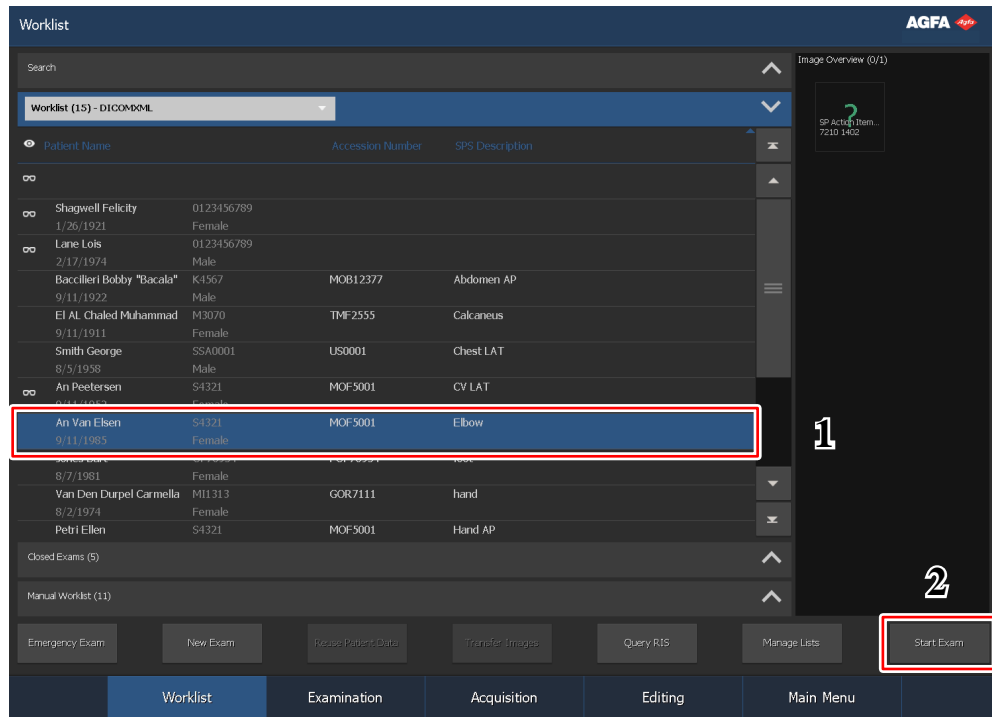 Worklist
AGFA
Search
Image Overview (0/1)
Worklist (15) - DICOMXML
SP Action Item...
7210 1402
Patient Name Accession Number SPS Description
Shagwell Felicity 0123456789
1/26/1921 Female
Lane Lois 0123456789
2/17/1974 Male
Baccilieri Bobby "Bacala" K4567 MOB12377 Abdomen AP
9/11/1922 Male
El AL Chaled Muhammad M3070 TMF2555 Calcaneus
9/11/1911 Female
Smith George SSA0001 US0001 Chest LAT
8/5/1958 Male
An Peetersen S4321 MOF5001 CV LAT
An Van Elsen S4321 MOF5001 Elbow
9/11/1985 Female
1
8/7/1981 Female
Van Den Durpel Carmella MI1313 GOR7111 hand
8/2/1974 Female
Petri Ellen S4321 MOF5001 Hand AP
Closed Exams (5)
Manual Worklist (11)
2
Emergency Exam New Exam Reuse Patient Data Transfer Images Query RIS Manage Lists Start Exam
Worklist Examination Acquisition Editing Main Menu